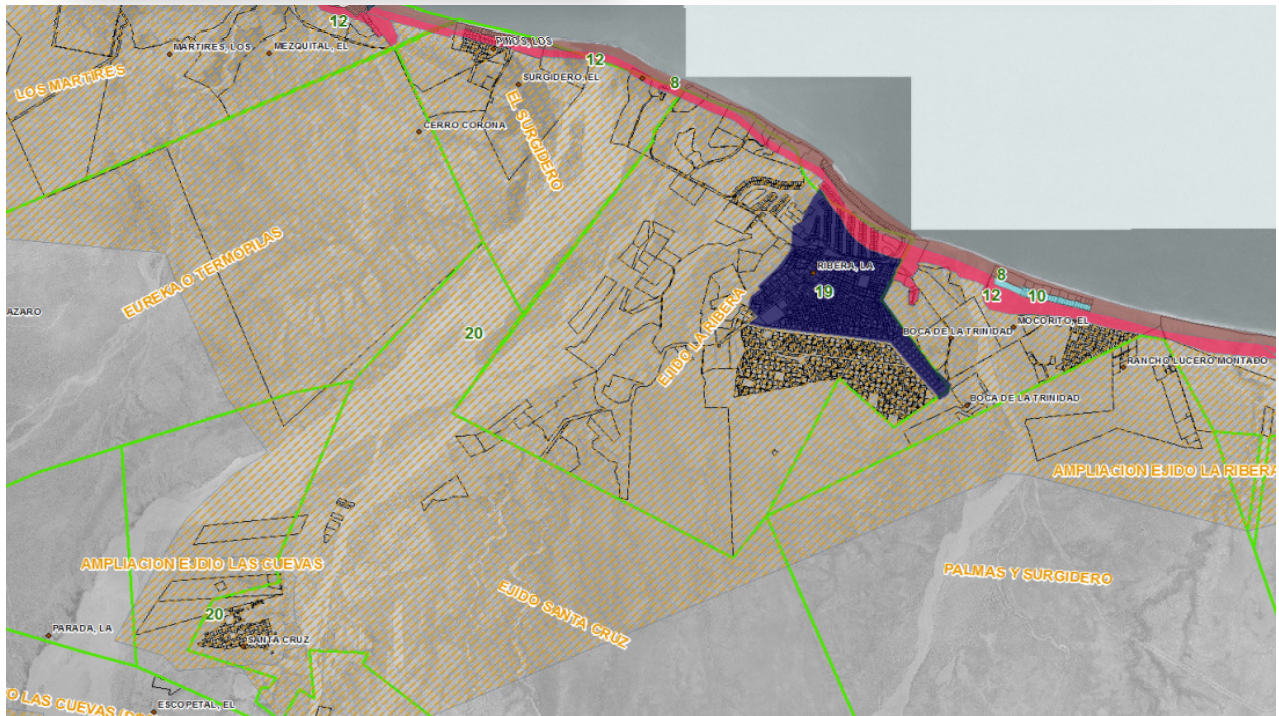 12
MARTIRES, LOS
MEZQUITAL, EL
PINOS, LOS
12
LOS MARTIRES
SURGIDERO, EL
8
EL SURGIDERO
CERRO CORONA
EUREKA O TERMOPILAS
RIBERA, LA
19
8
12
10
AZARO
20
EJIDO LA RIBERA
MOCORITO, EL
BOCA DE LA TRINIDAD
RANCHO LUCERO MONTADO
BOCA DE LA TRINIDAD
AMPLIACION EJIDO LA RIBERA
AMPLIACION EJDIO LAS CUEVAS
PALMAS Y SURGIDERO
EJIDO SANTA CRUZ
20
PARADA, LA
SANTA CRUZ
O LAS CUEVAS
ESCOPETAL, EL